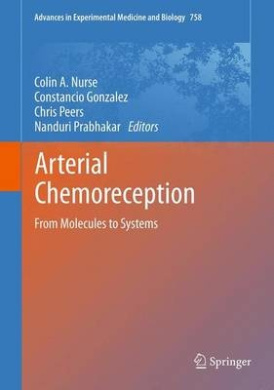 Advances in Experimental Medicine and Biology 758
Colin A. Nurse
Constancio Gonzalez
Chris Peers
Nanduri Prabhakar Editors
Arterial
Chemoreception
From Molecules to Systems
Springer